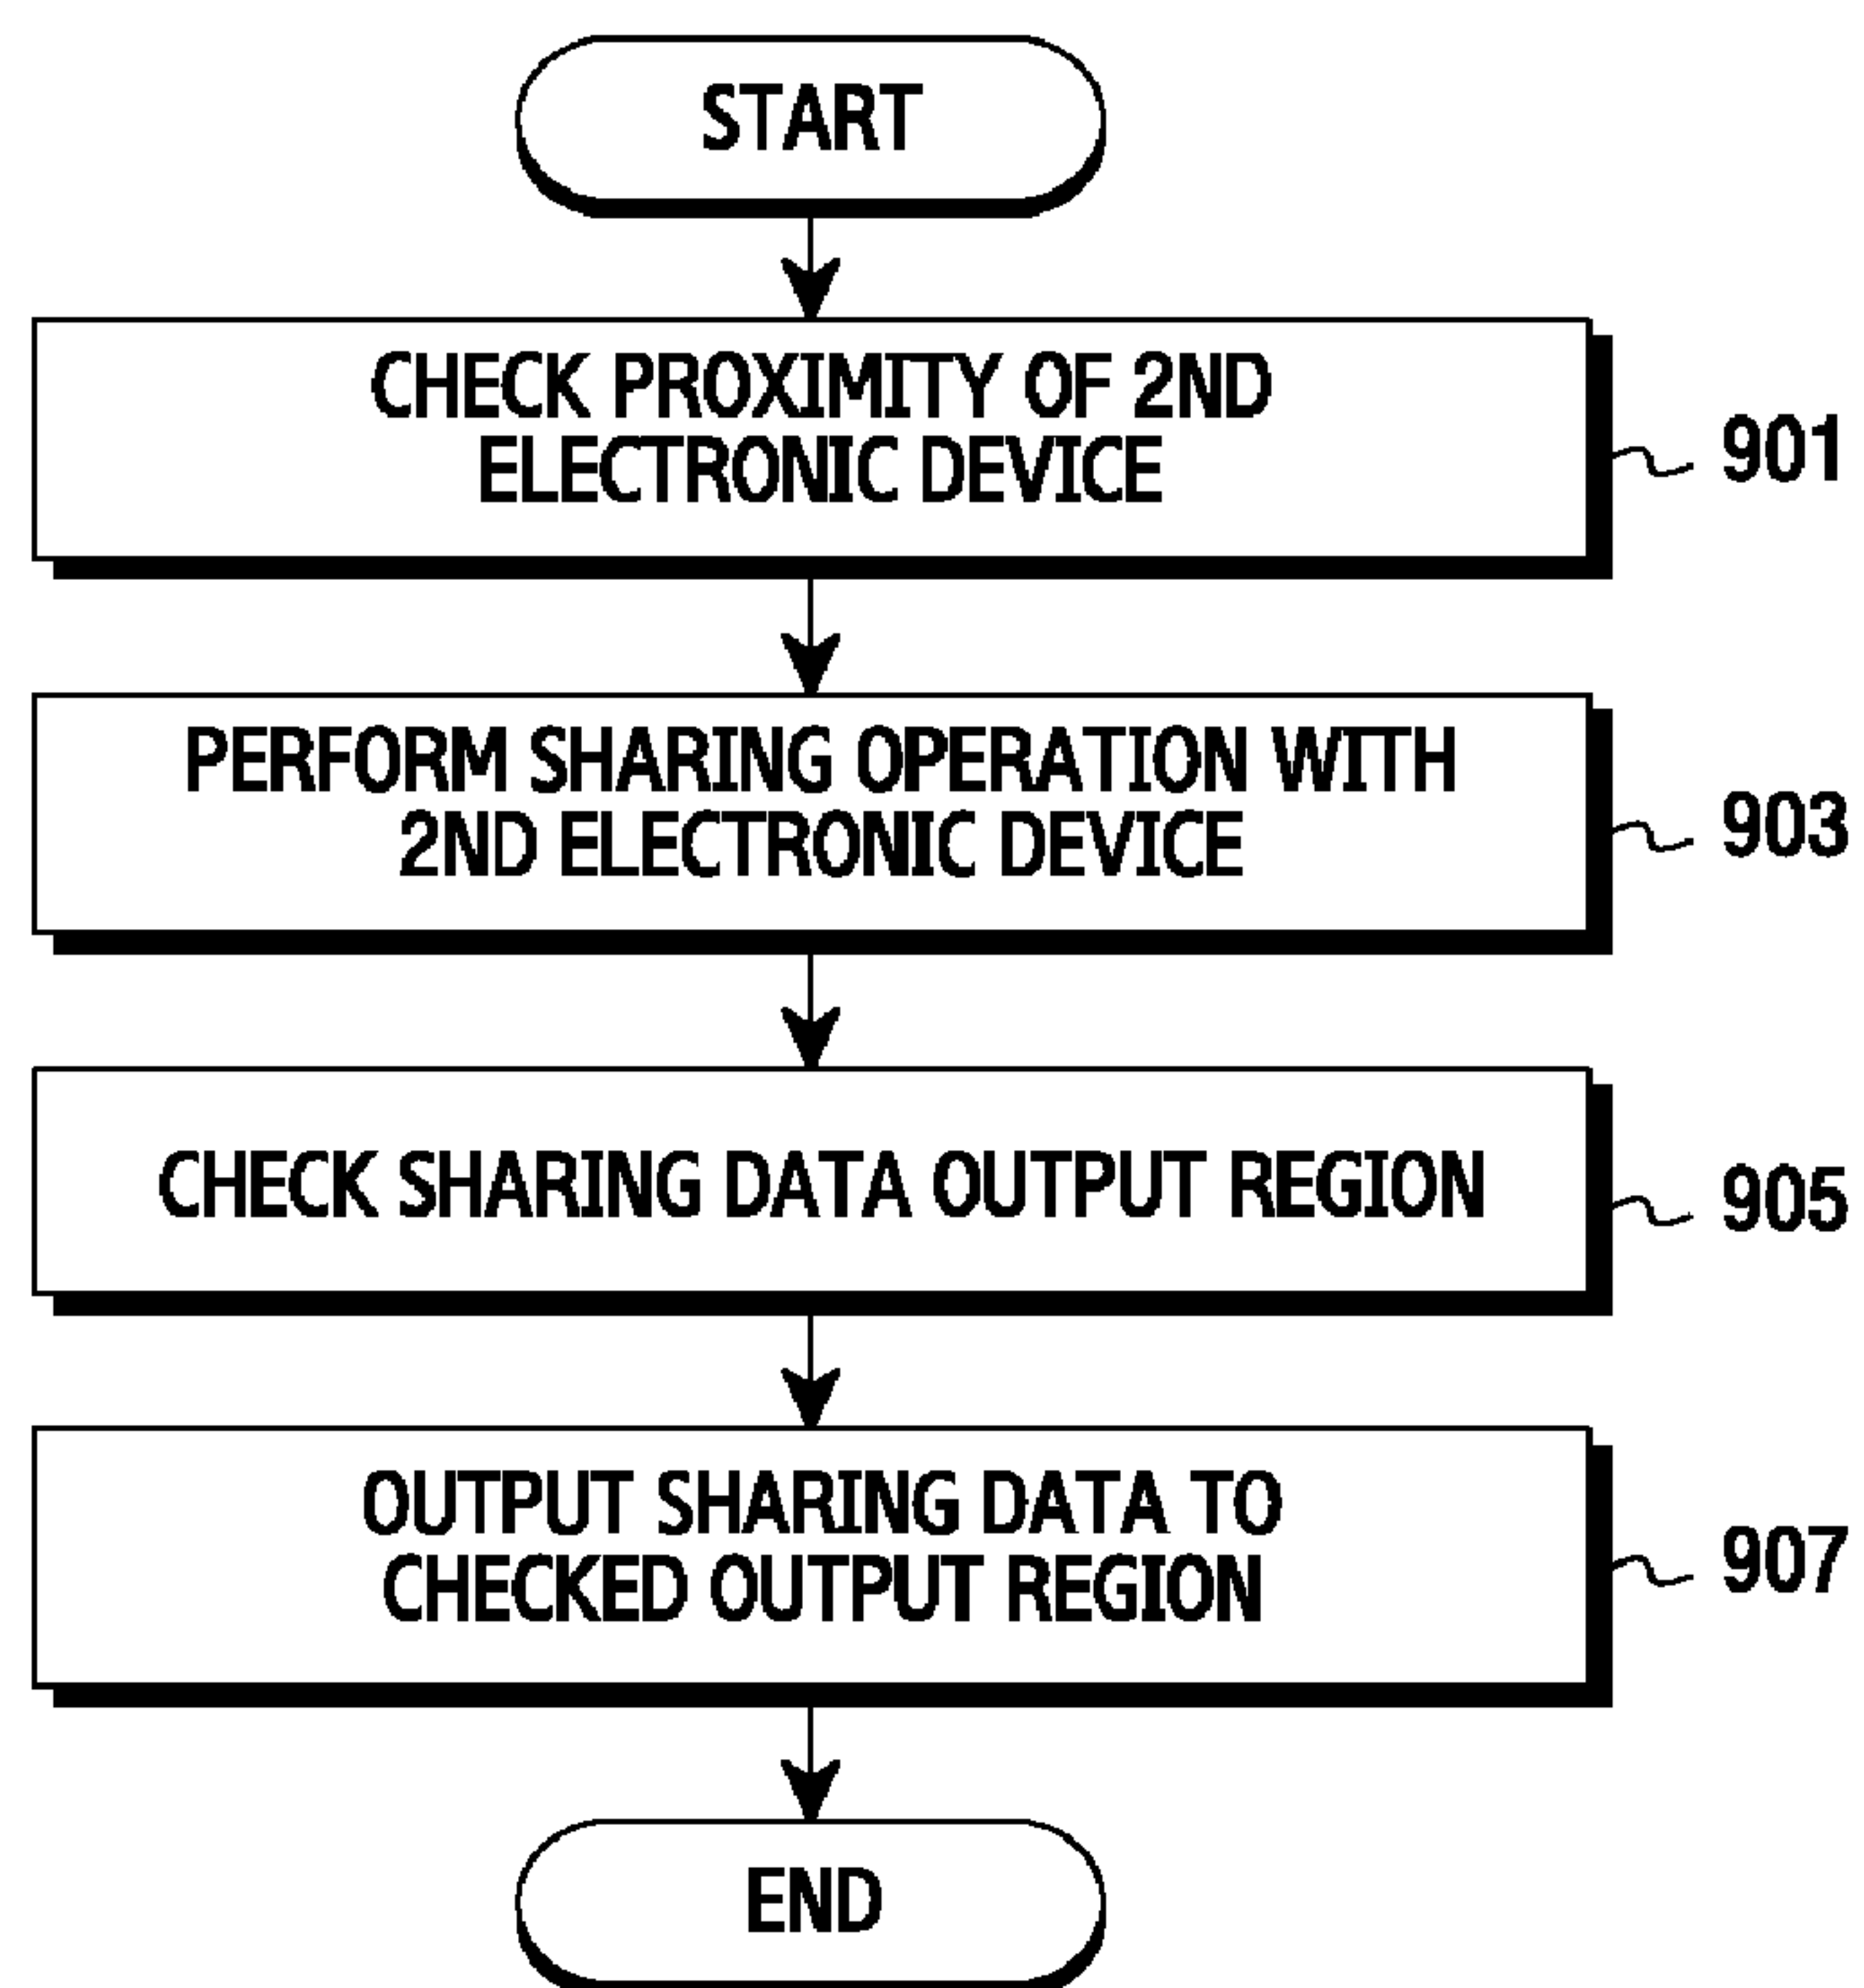 START
CHECK PROXIMITY OF 2ND
ELECTRONIC DEVICE
901
PERFORM SHARING OPERATION WITH
2ND ELECTRONIC DEVICE
903
CHECK SHARING DATA OUTPUT REGION
905
OUTPUT SHARING DATA TO
CHECKED OUTPUT REGION
907
END